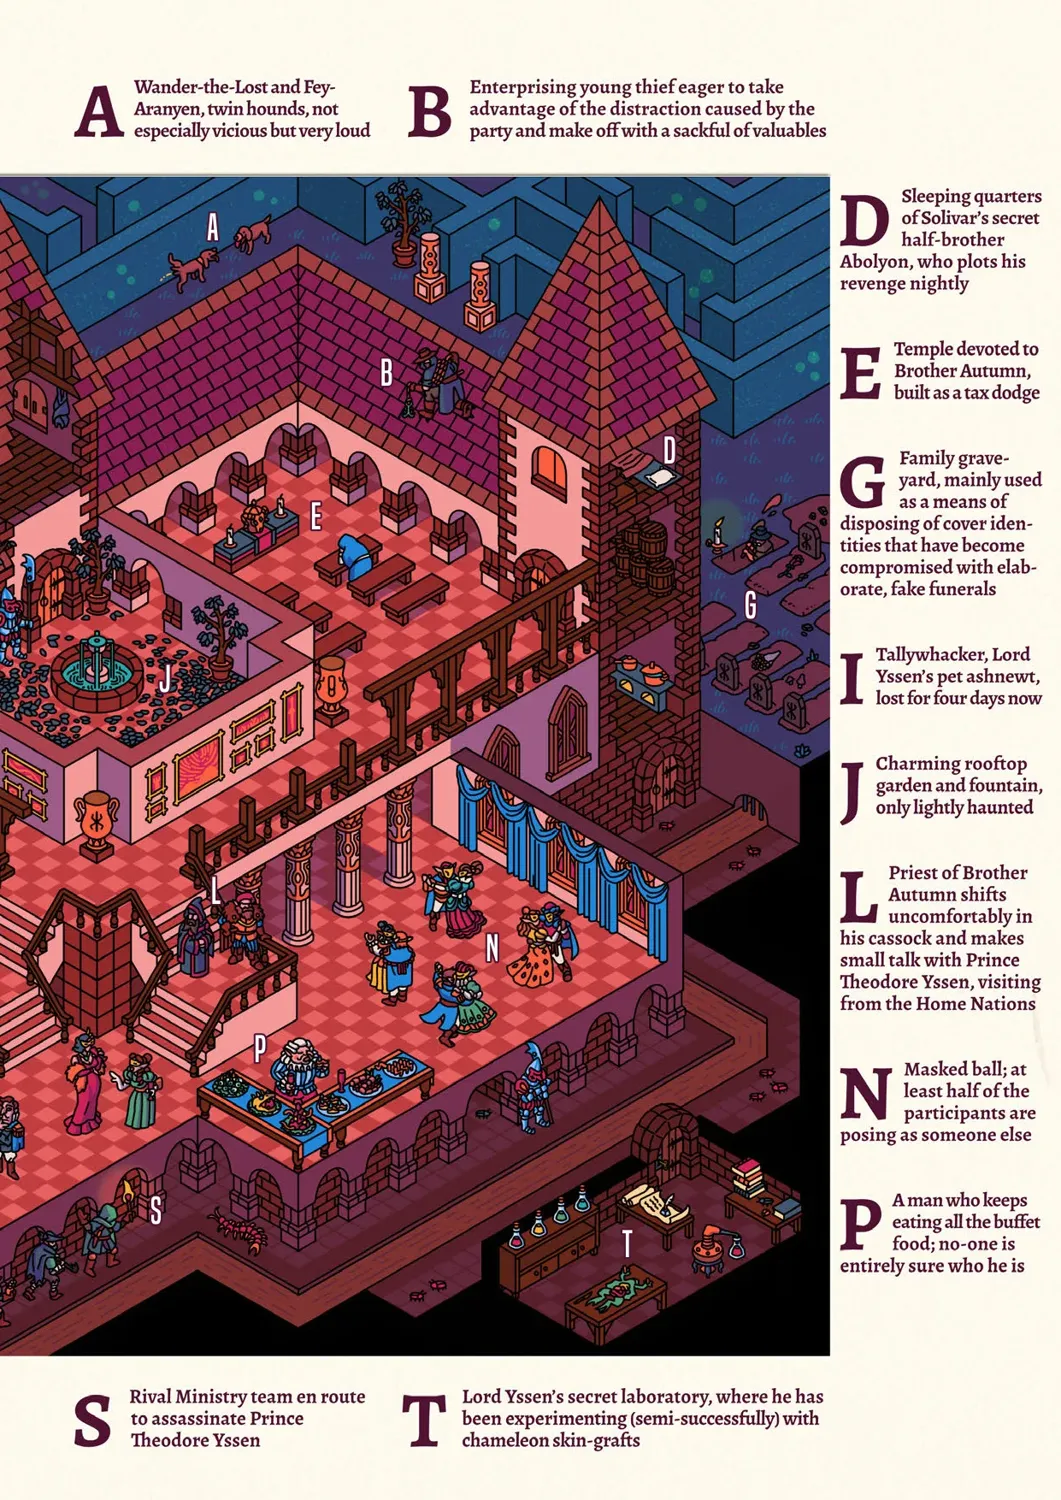 A
Wander-the-Lost and Fey-
Aranyen, twin hounds, not
especially vicious but very loud
B
Enterprising young thief eager to take
advantage of the distraction caused by the
party and make off with a sackful of valuables
D
Sleeping quarters
of Solivar's secret
half-brother
Abolyon, who plots his
revenge nightly
E
Temple devoted to
Brother Autumn,
built as a tax dodge
G
Family grave-
yard, mainly used
as a means of
disposing of cover iden-
tities that have become
compromised with elab-
orate, fake funerals
I
Tallywhacker, Lord
Yssen's pet ashnewt,
lost for four days now
J
Charming rooftop
garden and fountain,
only lightly haunted
L
Priest of Brother
Autumn shifts
uncomfortably in
his cassock and makes
small talk with Prince
Theodore Yssen, visiting
from the Home Nations
N
Masked ball; at
least half of the
participants are
posing as someone else
P
A man who keeps
eating all the buffet
food; no-one is
entirely sure who he is
A
B
D
E
G
J
L
N
P
S
T
S
Rival Ministry team en route
to assassinate Prince
Theodore Yssen
T
Lord Yssen's secret laboratory, where he has
been experimenting (semi-successfully) with
chameleon skin-grafts